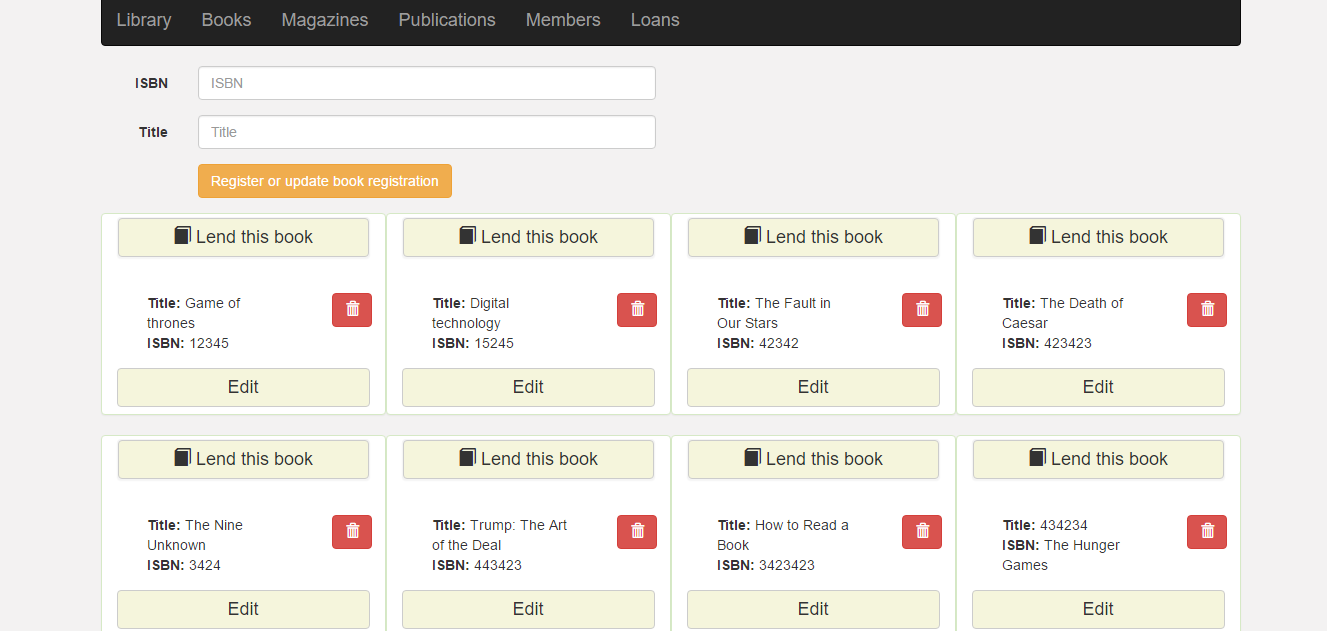 Library Books Magazines Publications Members Loans
ISBN ISBN
Title Title
Register or update book registration
Lend this book Lend this book Lend this book Lend this book
Title: Game of
thrones
ISBN: 12345
Title: Digital
technology
ISBN: 15245
Title: The Fault in
Our Stars
ISBN: 42342
Title: The Death of
Caesar
ISBN: 423423
Edit Edit Edit Edit
Lend this book Lend this book Lend this book Lend this book
Title: The Nine
Unknown
ISBN: 3424
Title: Trump: The Art
of the Deal
ISBN: 443423
Title: How to Read a
Book
ISBN: 3423423
Title: 434234
ISBN: The Hunger
Games
Edit Edit Edit Edit